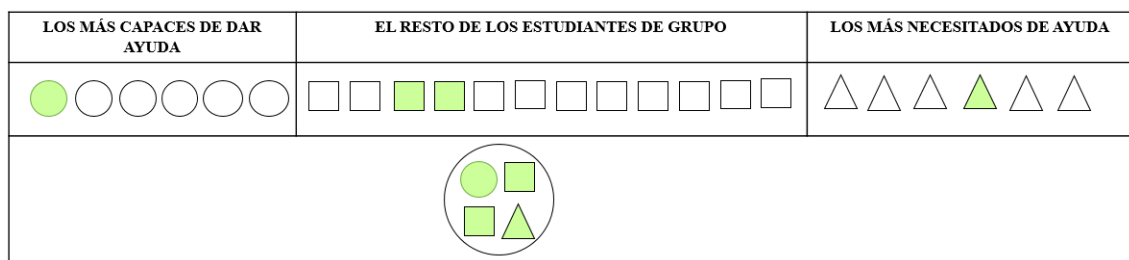 LOS MÁS CAPACES DE DAR
AYUDA
EL RESTO DE LOS ESTUDIANTES DE GRUPO
LOS MÁS NECESITADOS DE AYUDA